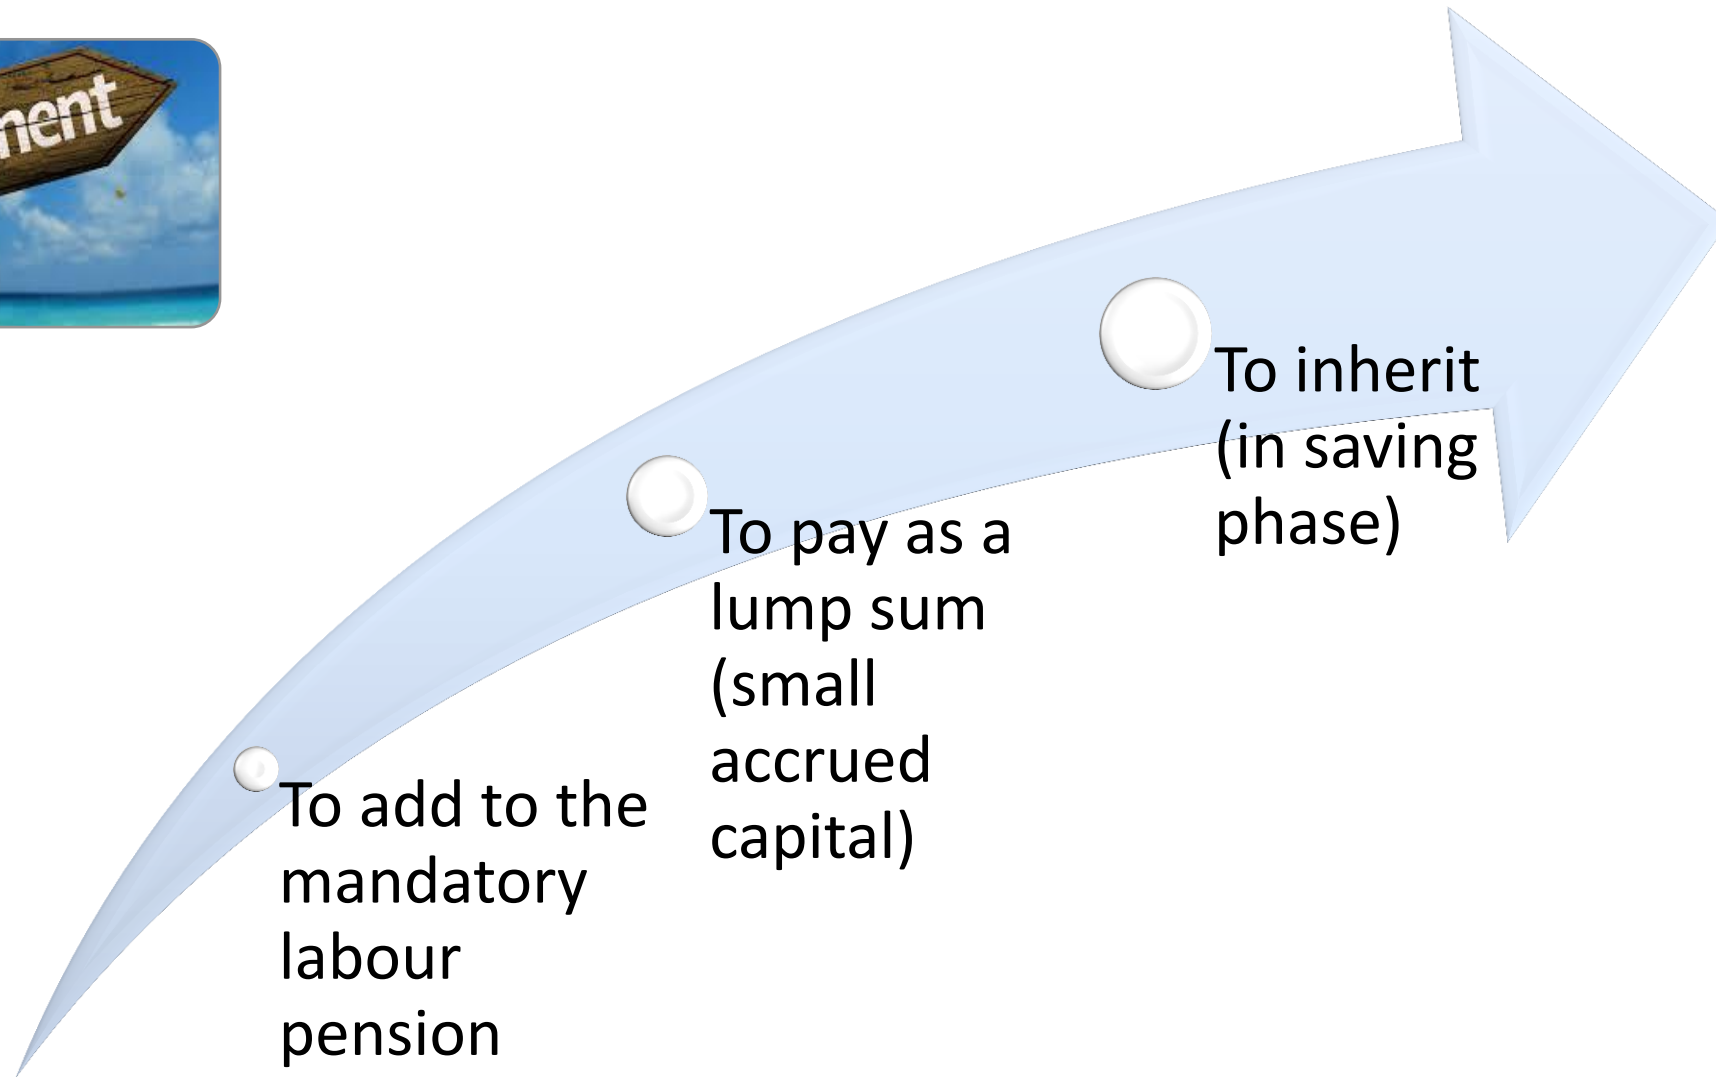 ment
To inherit
(in saving
phase)
To pay as a
lump sum
(small
accrued
capital)
To add to the
mandatory
labour
pension